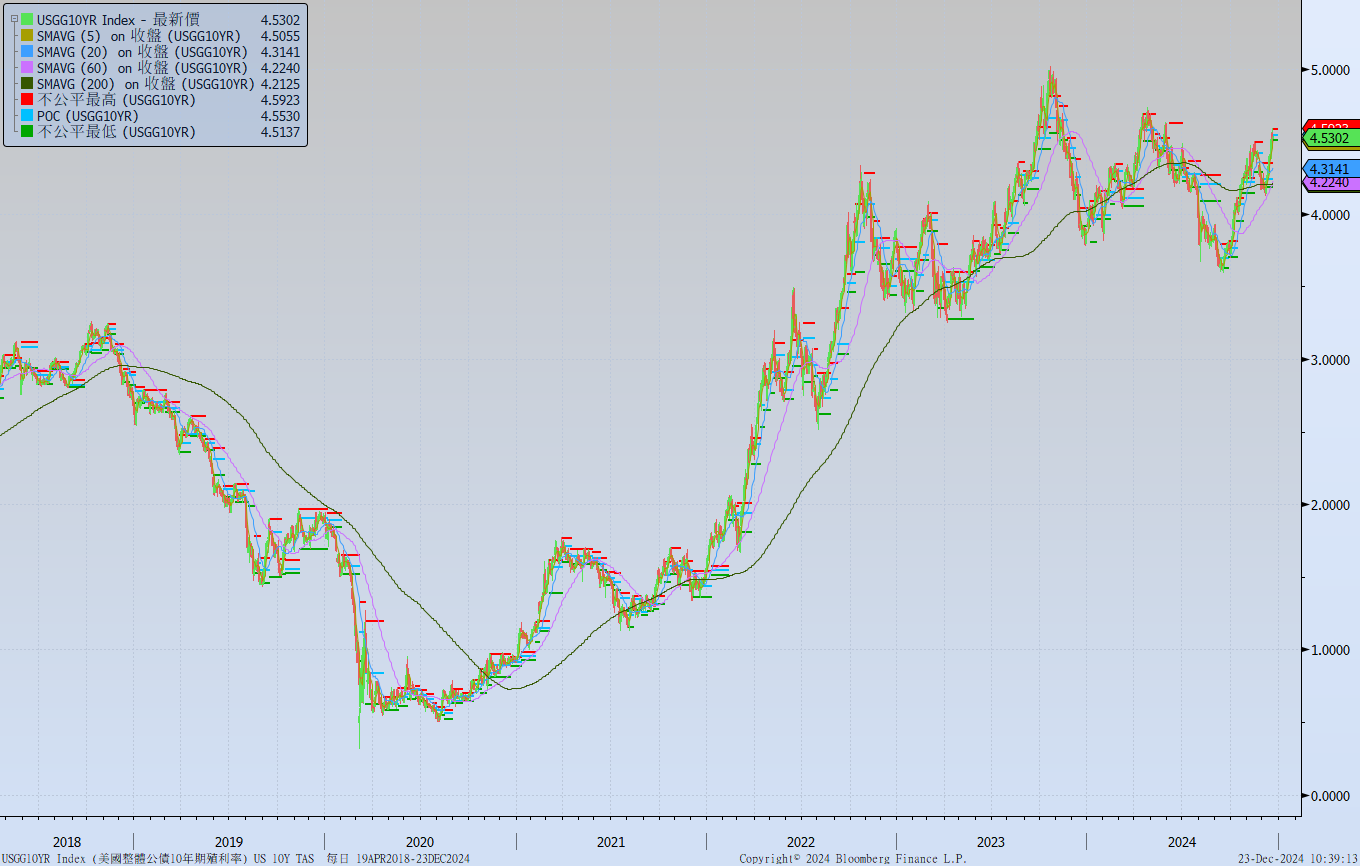 USGG10YR Index - 最新價 4.5302
SMAVG (5) on 收盤 (USGG10YR) 4.5055
SMAVG (20) on 收盤 (USGG10YR) 4.3141
SMAVG (60) on 收盤 (USGG10YR) 4.2240
SMAVG (200) on 收盤 (USGG10YR) 4.2125
不公平最高 (USGG10YR) 4.5923
POC (USGG10YR) 4.5530
不公平最低 (USGG10YR) 4.5137
5.0000
4.5923
4.5302
4.3141
4.2240
4.0000
3.0000
2.0000
1.0000
0.0000
2018 2019 2020 2021 2022 2023 2024
USGG10YR Index (美國整體公債10年期殖利率) US 10Y TAS 每日 19APR2018-23DEC2024 Copyright© 2024 Bloomberg Finance L.P. 23-Dec-2024 10:39:13